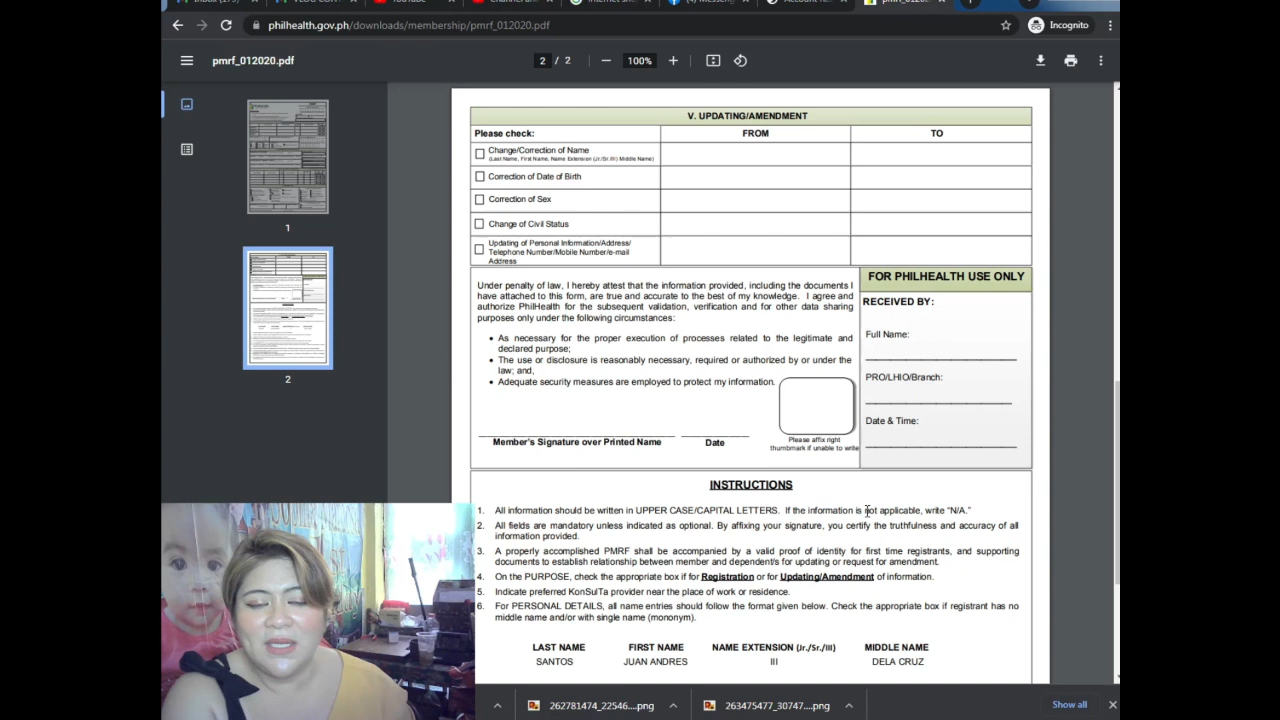 Inbox (175)
YouTube
philhealth.gov.ph/downloads/membership/pmrf_012020.pdf
Incognito
pmrf_012020.pdf
2 / 2
100%
1
2
V. UPDATING/AMENDMENT
Please check: FROM TO
Change/Correction of Name
(Last Name, First Name, Name Extension (Jr./Sr./III) Middle Name)
Correction of Date of Birth
Correction of Sex
Change of Civil Status
Updating of Personal Information/Address/
Telephone Number/Mobile Number/e-mail
Address
Under penalty of law, I hereby attest that the information provided, including the documents I
have attached to this form, are true and accurate to the best of my knowledge. I agree and
authorize PhilHealth for the subsequent validation, verification and for other data sharing
purposes only under the following circumstances:
• As necessary for the proper execution of processes related to the legitimate and
declared purpose;
• The use or disclosure is reasonably necessary, required or authorized by or under the
law; and,
• Adequate security measures are employed to protect my information.
Member's Signature over Printed Name Date
Please affix right
thumbmark if unable to write
FOR PHILHEALTH USE ONLY
RECEIVED BY:
Full Name:
PRO/LHIO/Branch:
Date & Time:
INSTRUCTIONS
1. All information should be written in UPPER CASE/CAPITAL LETTERS. If the information is not applicable, write “N/A.”
2. All fields are mandatory unless indicated as optional. By affixing your signature, you certify the truthfulness and accuracy of all
information provided.
3. A properly accomplished PMRF shall be accompanied by a valid proof of identity for first time registrants, and supporting
documents to establish relationship between member and dependent/s for updating or request for amendment.
4. On the PURPOSE, check the appropriate box if for Registration or for Updating/Amendment of information.
5. Indicate preferred KonSulTa provider near the place of work or residence.
6. For PERSONAL DETAILS, all name entries should follow the format given below. Check the appropriate box if registrant has no
middle name and/or with single name (mononym).
LAST NAME FIRST NAME NAME EXTENSION (Jr./Sr./III) MIDDLE NAME
SANTOS JUAN ANDRES III DELA CRUZ
262781474_22546....png
263475477_30747....png
Show all